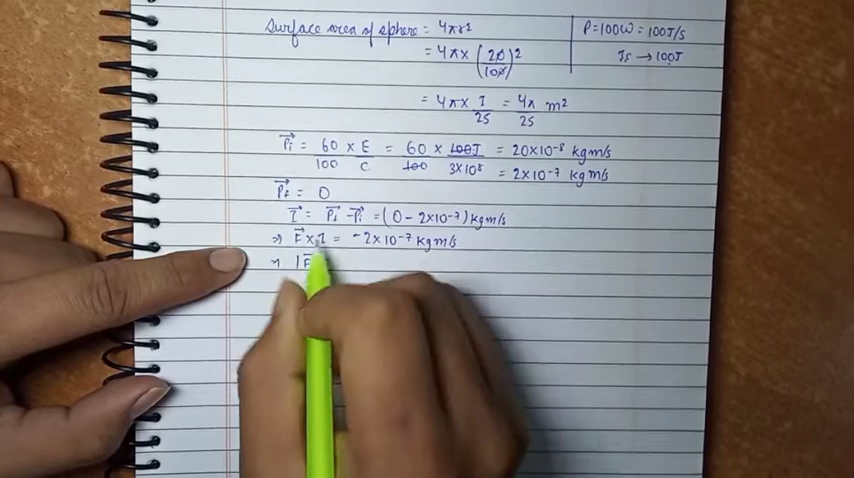 Surface area of sphere = 4πr²
= 4π × (20/100)²
= 4π × 1/25 = 4π/25 m²
P = 100W = 100J/s
1s → 100J
P⃗i = 60/100 × E/C = 60/100 × 100J/3×10⁸ = 20×10⁻⁸ kgm/s
= 2×10⁻⁷ kgm/s
P⃗f = 0
I⃗ = P⃗f - P⃗i = (0 - 2×10⁻⁷) kgm/s
⇒ F⃗ × 1 = -2×10⁻⁷ kgm/s
⇒ |F⃗